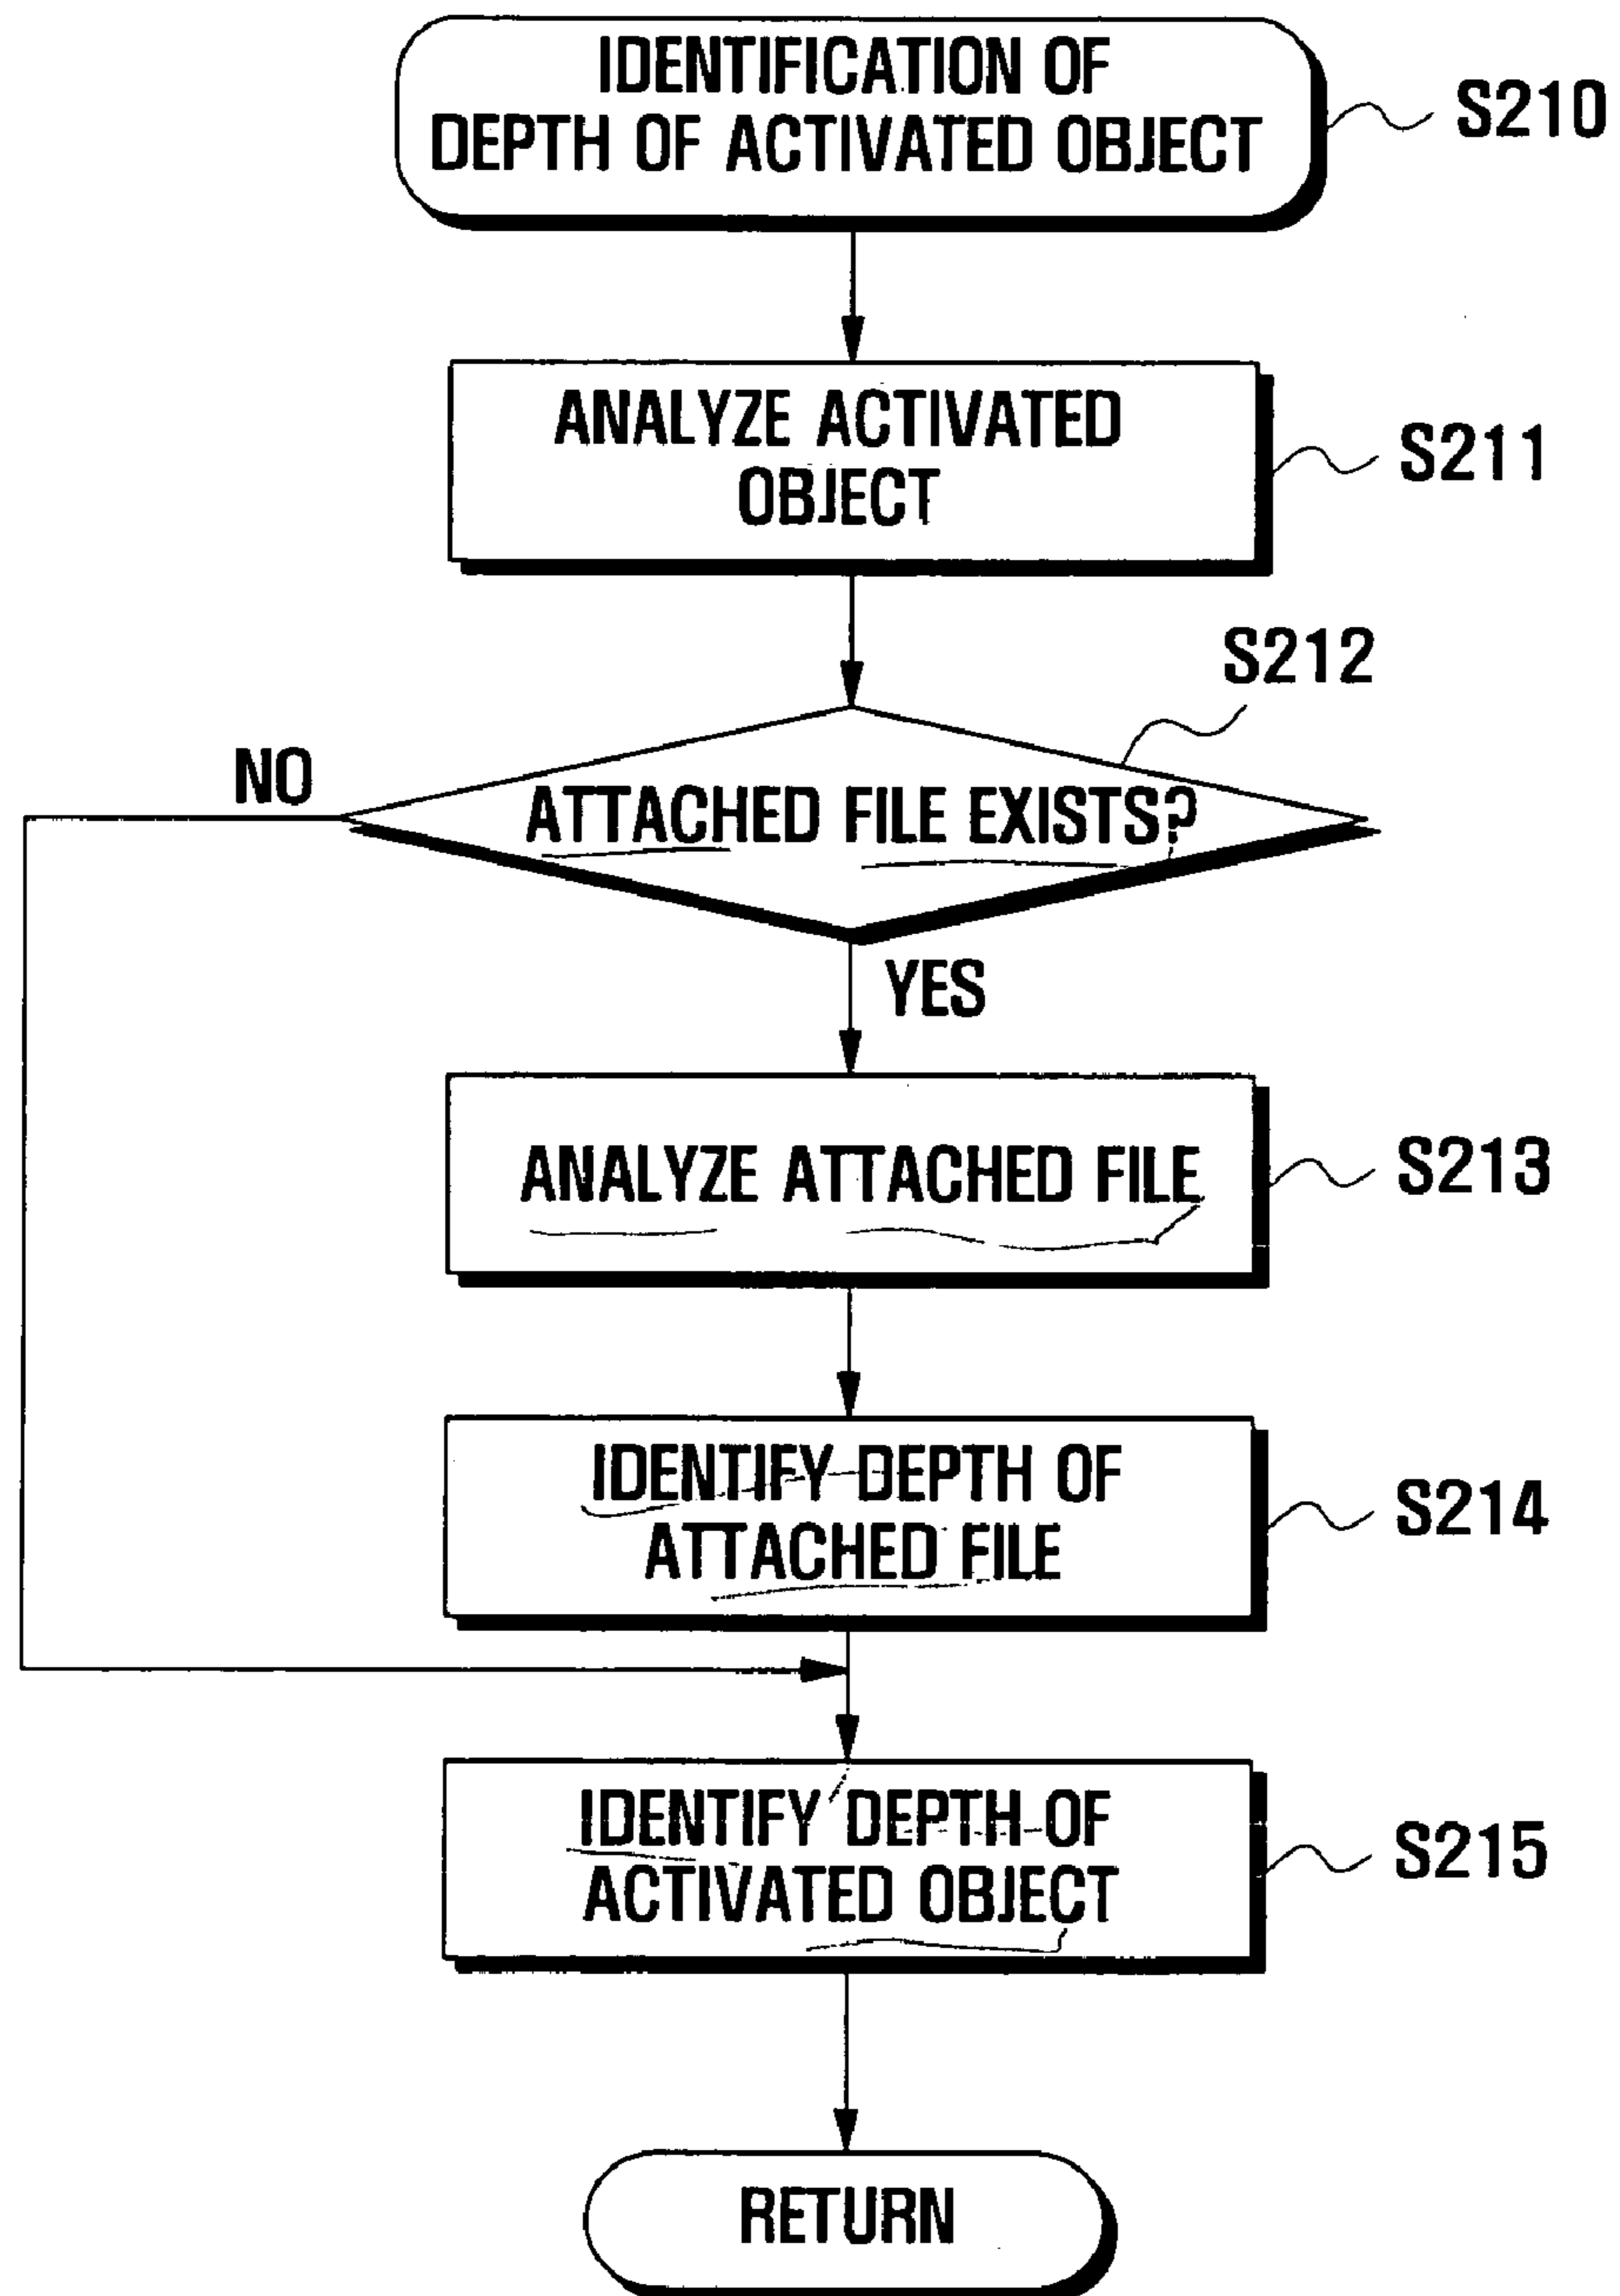 IDENTIFICATION OF
DEPTH OF ACTIVATED OBJECT
S210
ANALYZE ACTIVATED
OBJECT
S211
S212
NO
ATTACHED FILE EXISTS?
YES
ANALYZE ATTACHED FILE
S213
IDENTIFY DEPTH OF
ATTACHED FILE
S214
IDENTIFY DEPTH OF
ACTIVATED OBJECT
S215
RETURN